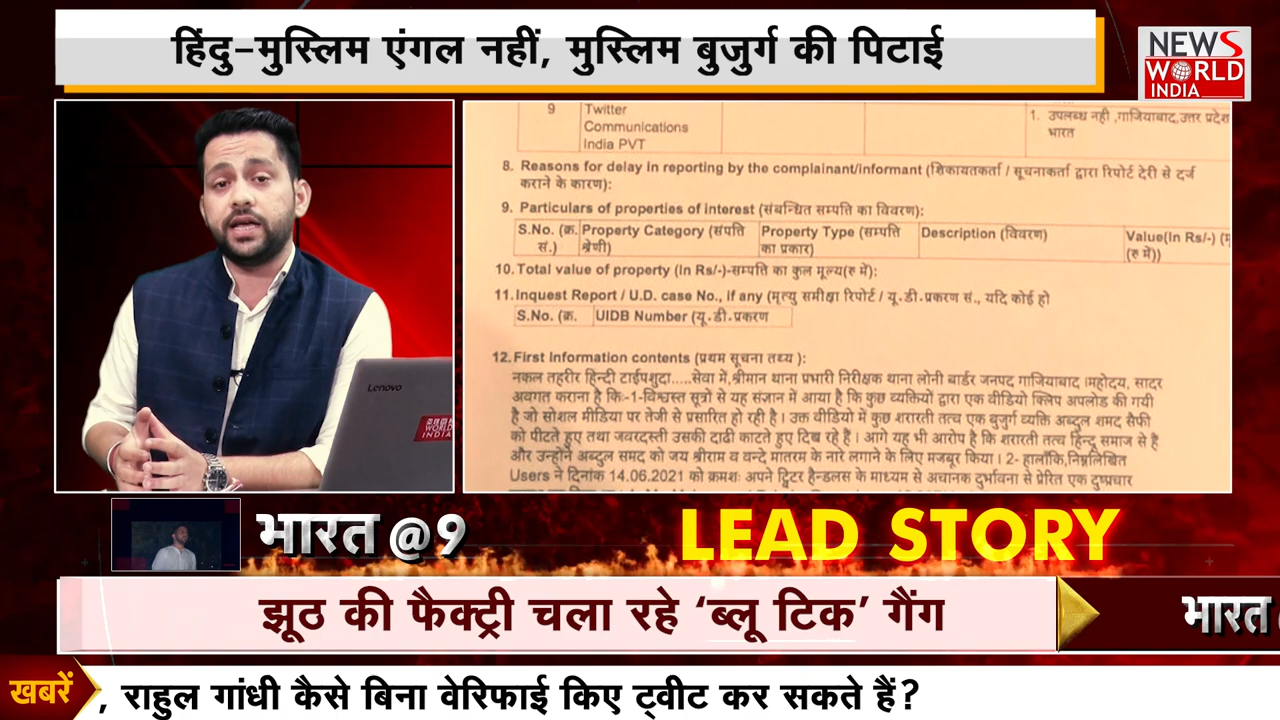 हिंदु-मुस्लिम एंगल नहीं, मुस्लिम बुजुर्ग की पिटाई
NEWS
WORLD
INDIA
9
Twitter
Communications
India PVT
1. उपलब्ध नही ,गाजियाबाद,उत्तर प्रदेश
भारत
8. Reasons for delay in reporting by the complainant/informant (शिकायतकर्ता / सूचनाकर्ता द्वारा रिपोर्ट देरी से दर्ज
कराने के कारण):
9. Particulars of properties of interest (संबन्धित सम्पति का विवरण):
S.No. (क्र. सं.) Property Category (संपति श्रेणी) Property Type (सम्पति का प्रकार) Description (विवरण) Value(In Rs/-) (रु में))
10. Total value of property (In Rs/-)-सम्पति का कुल मूल्य(रु में):
11. Inquest Report / U.D. case No., if any (मृत्यु समीक्षा रिपोर्ट / यू.डी.प्रकरण सं., यदि कोई हो
S.No. (क्र. UIDB Number (यू.डी.प्रकरण
12. First Information contents (प्रथम सूचना तथ्य ):
नकल तहरीर हिन्दी टाईपशुदा.....सेवा में,श्रीमान थाना प्रभारी निरीक्षक थाना लोनी बार्डर जनपद गाजियाबाद ।महोदय, सादर
अवगत कराना है कि:-1-विश्वस्त सूत्रो से यह संज्ञान में आया है कि कुछ व्यक्तियों द्वारा एक वीडियो क्लिप अपलोड की गयी
है जो सोशल मीडिया पर तेजी से प्रसारित हो रही है । उक्त वीडियो में कुछ शरारती तत्व एक बुजुर्ग व्यक्ति अब्दुल शमद सैफी
को पीटते हुए तथा जवरदस्ती उसकी दाढी काटते हुए दिख रहे हैं । आगे यह भी आरोप है कि शरारती तत्व हिन्दू समाज से हैं
और उन्होने अब्दुल समद को जय श्रीराम व वन्दे मातरम के नारे लगाने के लिए मजबूर किया । 2- हालाँकि,निम्नलिखित
Users ने दिनांक 14.06.2021 को क्रमशः अपने ट्विटर हैन्डलस के माध्यम से अचानक दुर्भावना से प्रेरित एक दुष्प्रचार
Lenovo
WORLD
INDIA
भारत @9
LEAD STORY
झूठ की फैक्ट्री चला रहे ‘ब्लू टिक’ गैंग
भारत
खबरें
, राहुल गांधी कैसे बिना वेरिफाई किए ट्वीट कर सकते हैं?